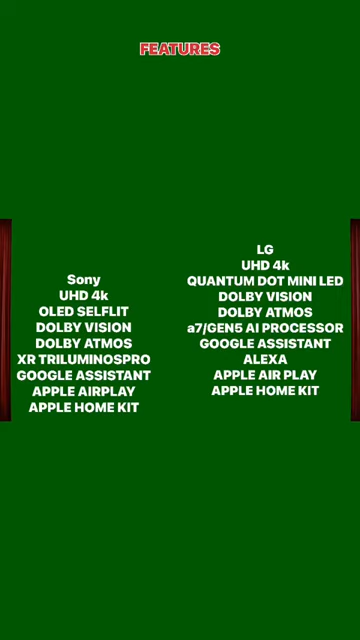 FEATURES
Sony
UHD 4k
OLED SELFLIT
DOLBY VISION
DOLBY ATMOS
XR TRILUMINOSPRO
GOOGLE ASSISTANT
APPLE AIRPLAY
APPLE HOME KIT
LG
UHD 4k
QUANTUM DOT MINI LED
DOLBY VISION
DOLBY ATMOS
a7/GEN5 AI PROCESSOR
GOOGLE ASSISTANT
ALEXA
APPLE AIR PLAY
APPLE HOME KIT